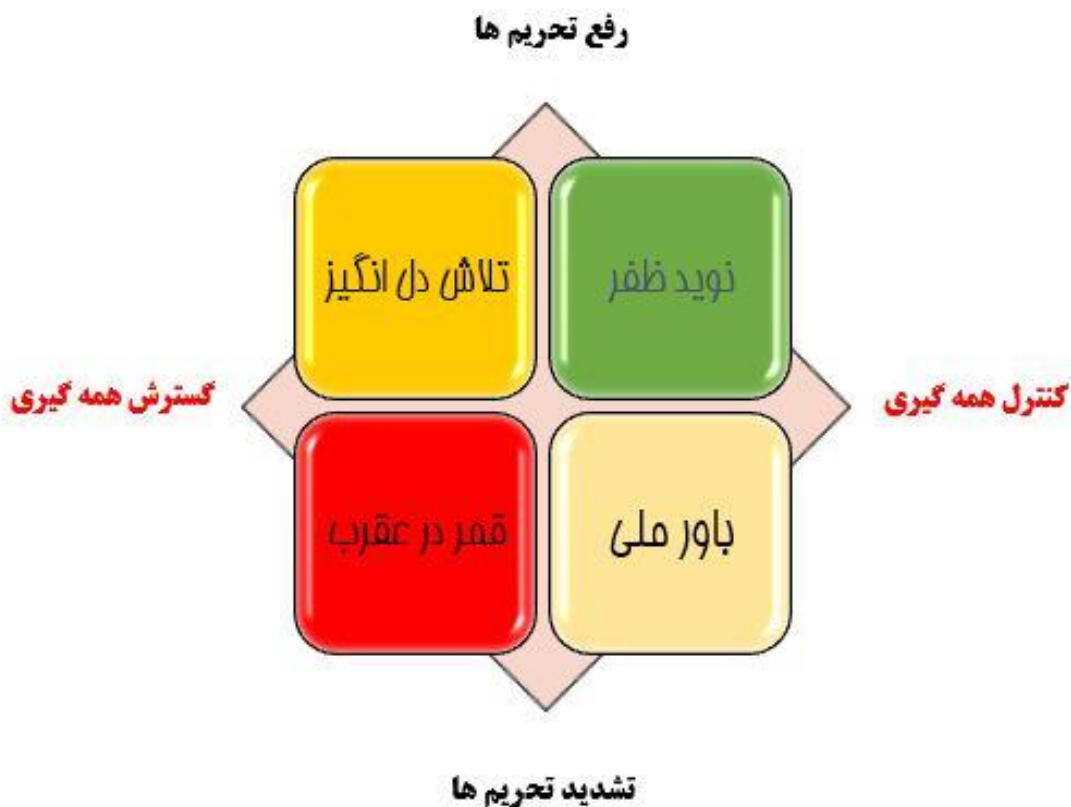 رفع تحریم ها
نوید ظفر
تلاش دل انگیز
کنترل همه گیری
گسترش همه گیری
باور ملی
قمر در عقرب
تشدید تحریم ها